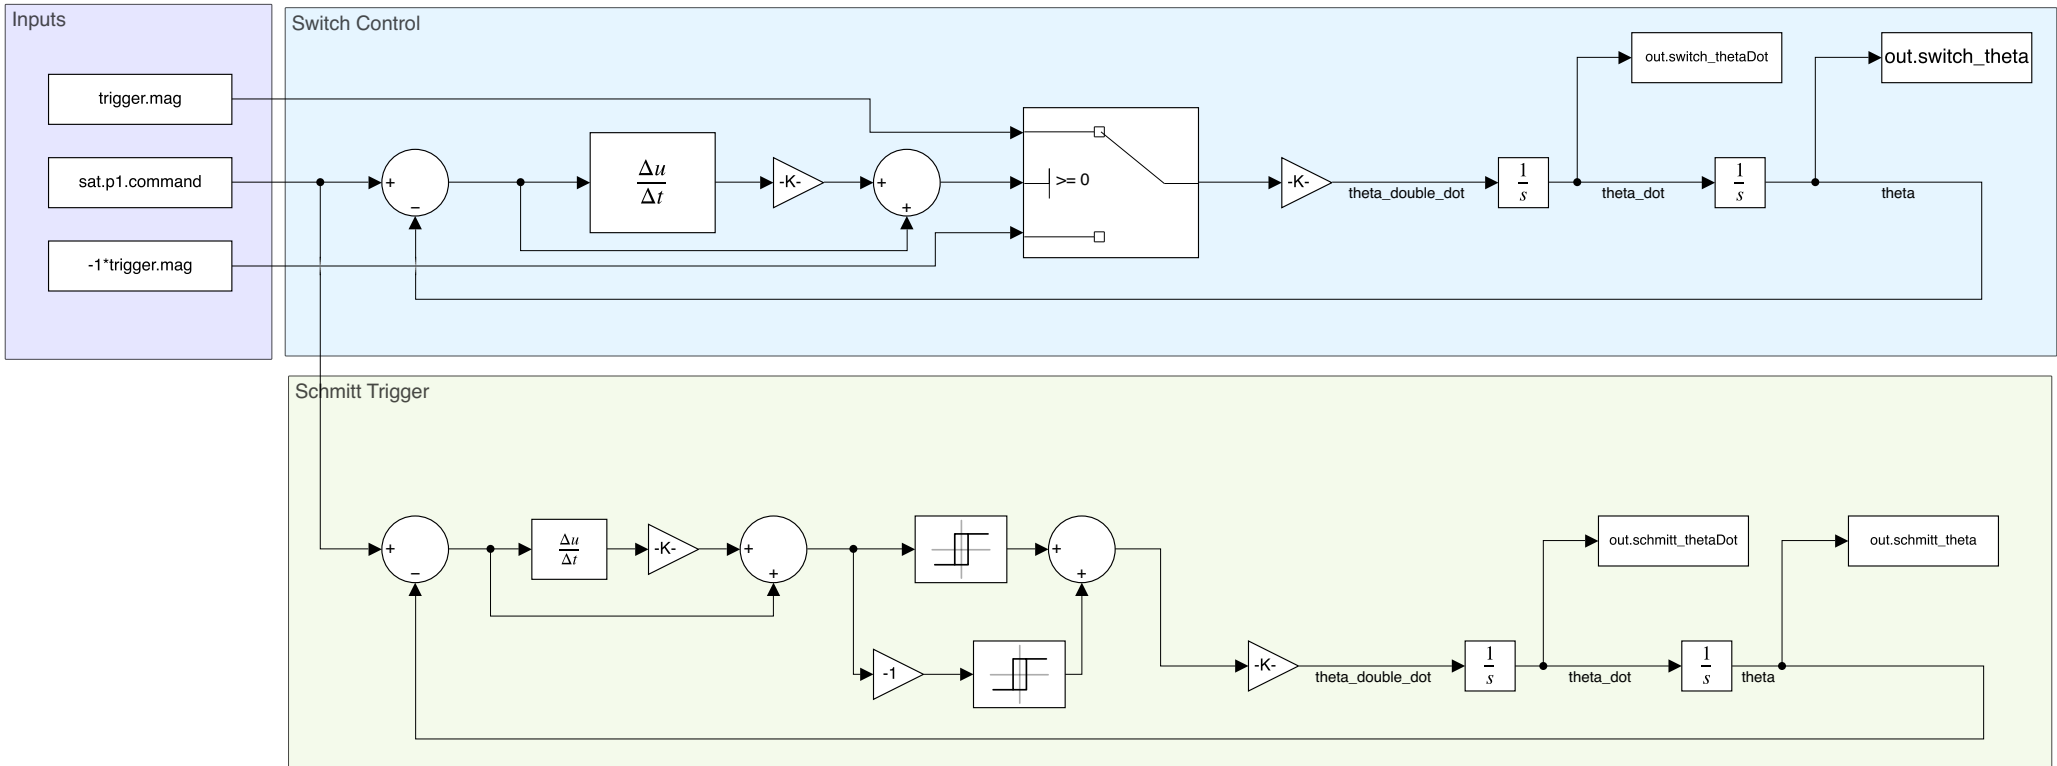 Inputs
trigger.mag
sat.p1.command
-1*trigger.mag
Switch Control
+
−
Δu
Δt
-K-
+
+
>= 0
-K-
theta_double_dot
1
s
theta_dot
1
s
theta
out.switch_thetaDot
out.switch_theta
Schmitt Trigger
+
−
Δu
Δt
-K-
+
+
-1
+
+
-K-
theta_double_dot
1
s
theta_dot
1
s
theta
out.schmitt_thetaDot
out.schmitt_theta